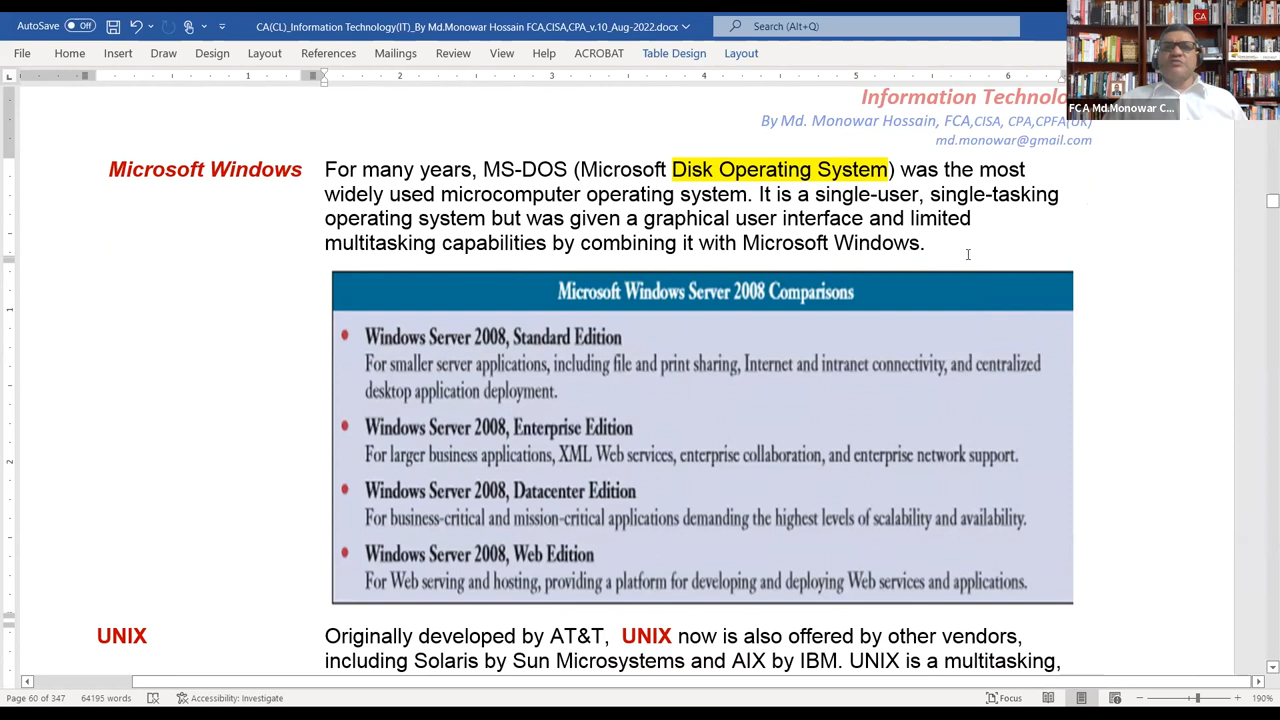 AutoSave Off
CA(CL)_Information Technology(IT)_By Md.Monowar Hossain FCA,CISA,CPA_v.10_Aug-2022.docx
Search (Alt+Q)
File Home Insert Draw Design Layout References Mailings Review View Help ACROBAT Table Design Layout
CA
1 2 3 4 5 6
FCA Md.Monowar C...
Information Technolo
By Md. Monowar Hossain, FCA,CISA, CPA,CPFA(UK)
md.monowar@gmail.com
Microsoft Windows
For many years, MS-DOS (Microsoft Disk Operating System) was the most
widely used microcomputer operating system. It is a single-user, single-tasking
operating system but was given a graphical user interface and limited
multitasking capabilities by combining it with Microsoft Windows.
Microsoft Windows Server 2008 Comparisons
• Windows Server 2008, Standard Edition
For smaller server applications, including file and print sharing, Internet and intranet connectivity, and centralized
desktop application deployment.
• Windows Server 2008, Enterprise Edition
For larger business applications, XML Web services, enterprise collaboration, and enterprise network support.
• Windows Server 2008, Datacenter Edition
For business-critical and mission-critical applications demanding the highest levels of scalability and availability.
• Windows Server 2008, Web Edition
For Web serving and hosting, providing a platform for developing and deploying Web services and applications.
UNIX
Originally developed by AT&T, UNIX now is also offered by other vendors,
including Solaris by Sun Microsystems and AIX by IBM. UNIX is a multitasking,
Page 60 of 347 64195 words Accessibility: Investigate Focus 190%